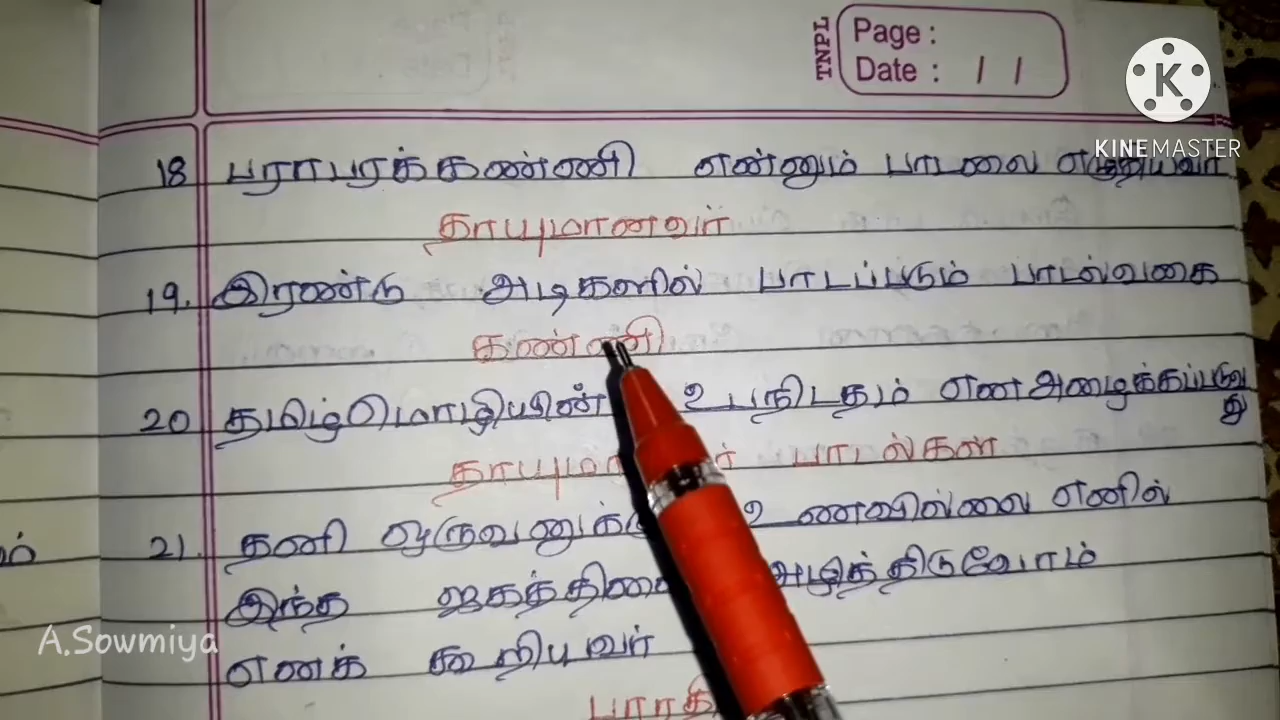 TNPL
Page :
Date : / /
KINEMASTER
18 பராபரக்கண்ணி என்னும் பாடலை எழுதியவர்
தாயுமானவர்
19. இரண்டு அடிகளில் பாடப்படும் பாடல்வகை
கண்ணி
20 தமிழ்மொழியின் உபநிடதம் என அழைக்கப்படுவது
பாடல்கள்
21. தனி ஒருவனுக்கு உணவில்லை எனில்
இந்த அழித்திடுவோம்
A.Sowmiya
எனக் கூறியவர்